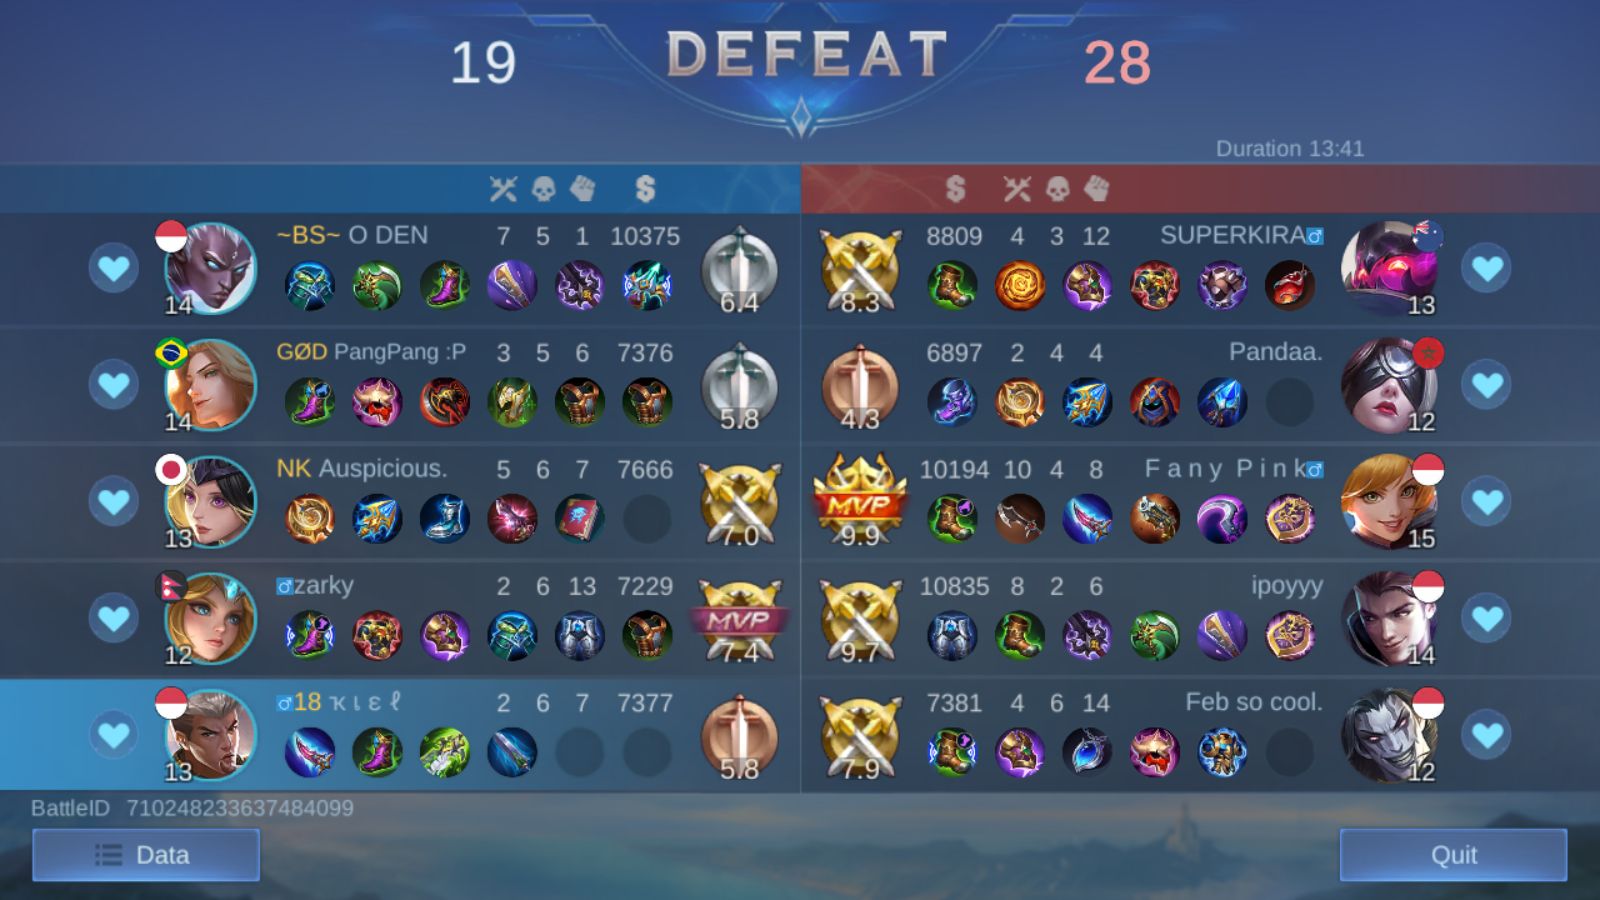 19 DEFEAT 28
Duration 13:41
14 ~BS~ O DEN 7 5 1 10375 6.4
8.3 8809 4 3 12 SUPERKIRA 13
14 GØD PangPang :P 3 5 6 7376 5.8
4.3 6897 2 4 4 Pandaa. 12
13 NK Auspicious. 5 6 7 7666 7.0
MVP 9.9 10194 10 4 8 Fany Pink 15
12 zarky 2 6 13 7229 MVP 7.4
9.7 10835 8 2 6 ipoyyy 14
13 18 ҡιεℓ 2 6 7 7377 5.8
7.9 7381 4 6 14 Feb so cool. 12
BattleID 710248233637484099
Data
Quit